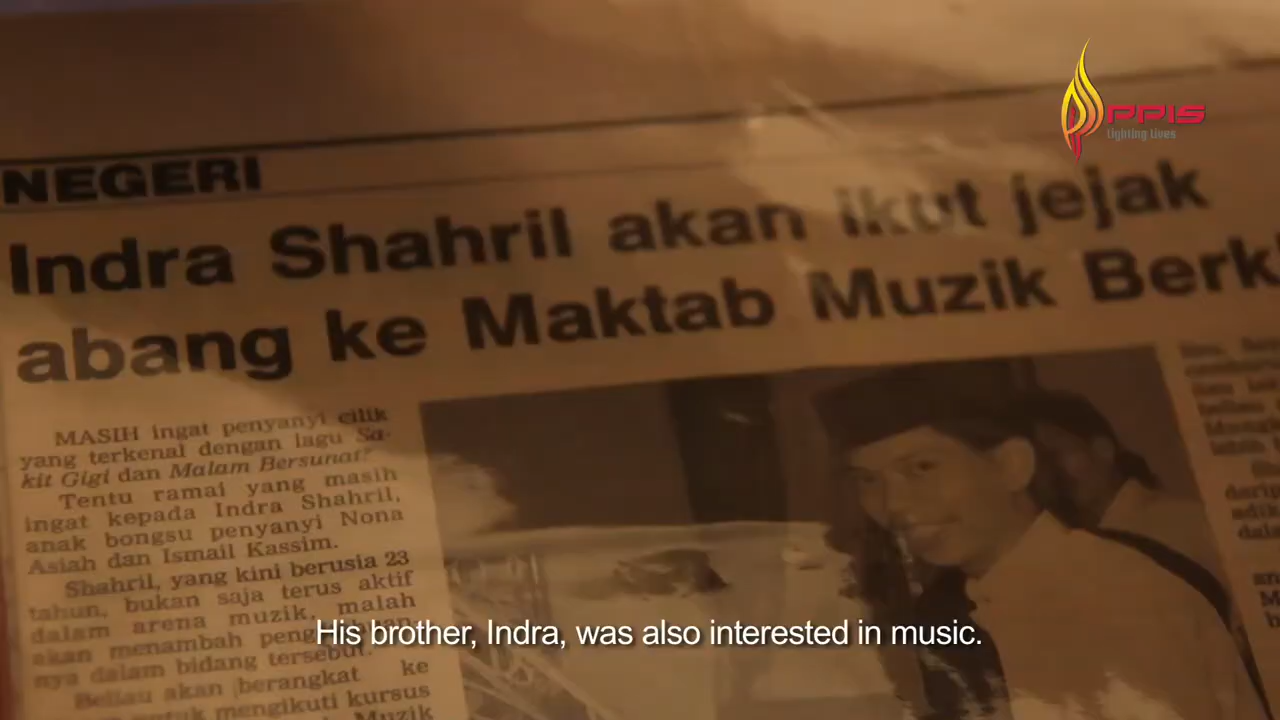 PPIS
Lighting Lives
NEGERI
Indra Shahril akan ikut jejak
abang ke Maktab Muzik Berk
MASIH ingat penyanyi cilik
yang terkenal dengan lagu Sa-
kit Gigi dan Malam Bersunat?
Tentu ramai yang masih
ingat kepada Indra Shahril,
anak bongsu penyanyi Nona
Asiah dan Ismail Kassim.
Shahril, yang kini berusia 23
tahun, bukan saja terus aktif
dalam arena muzik, malah
akan menambah
nya dalam bidang tersebut.
Beliau akan berangkat ke
untuk mengikuti kursus
Muzik
His brother, Indra, was also interested in music.